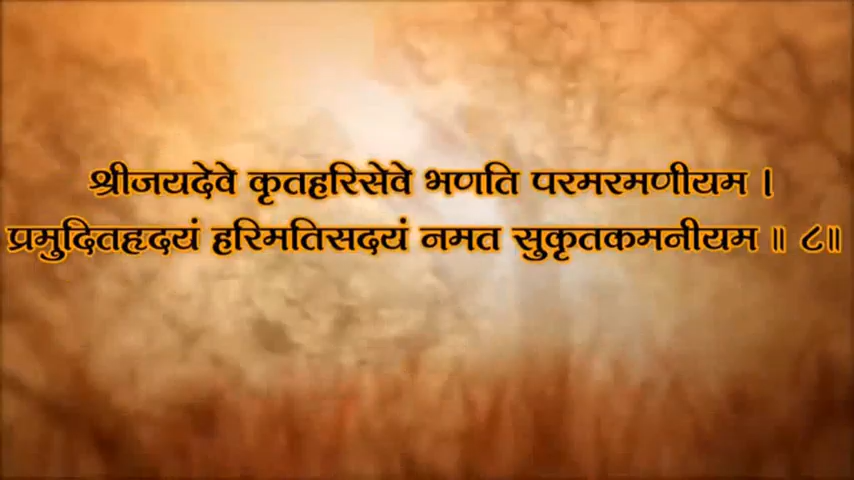 श्रीजयदेवे कृतहरिसेवे भणति परमरमणीयम ।
प्रमुदितहृदयं हरिमतिसदयं नमत सुकृतकमनीयम ॥ ८॥